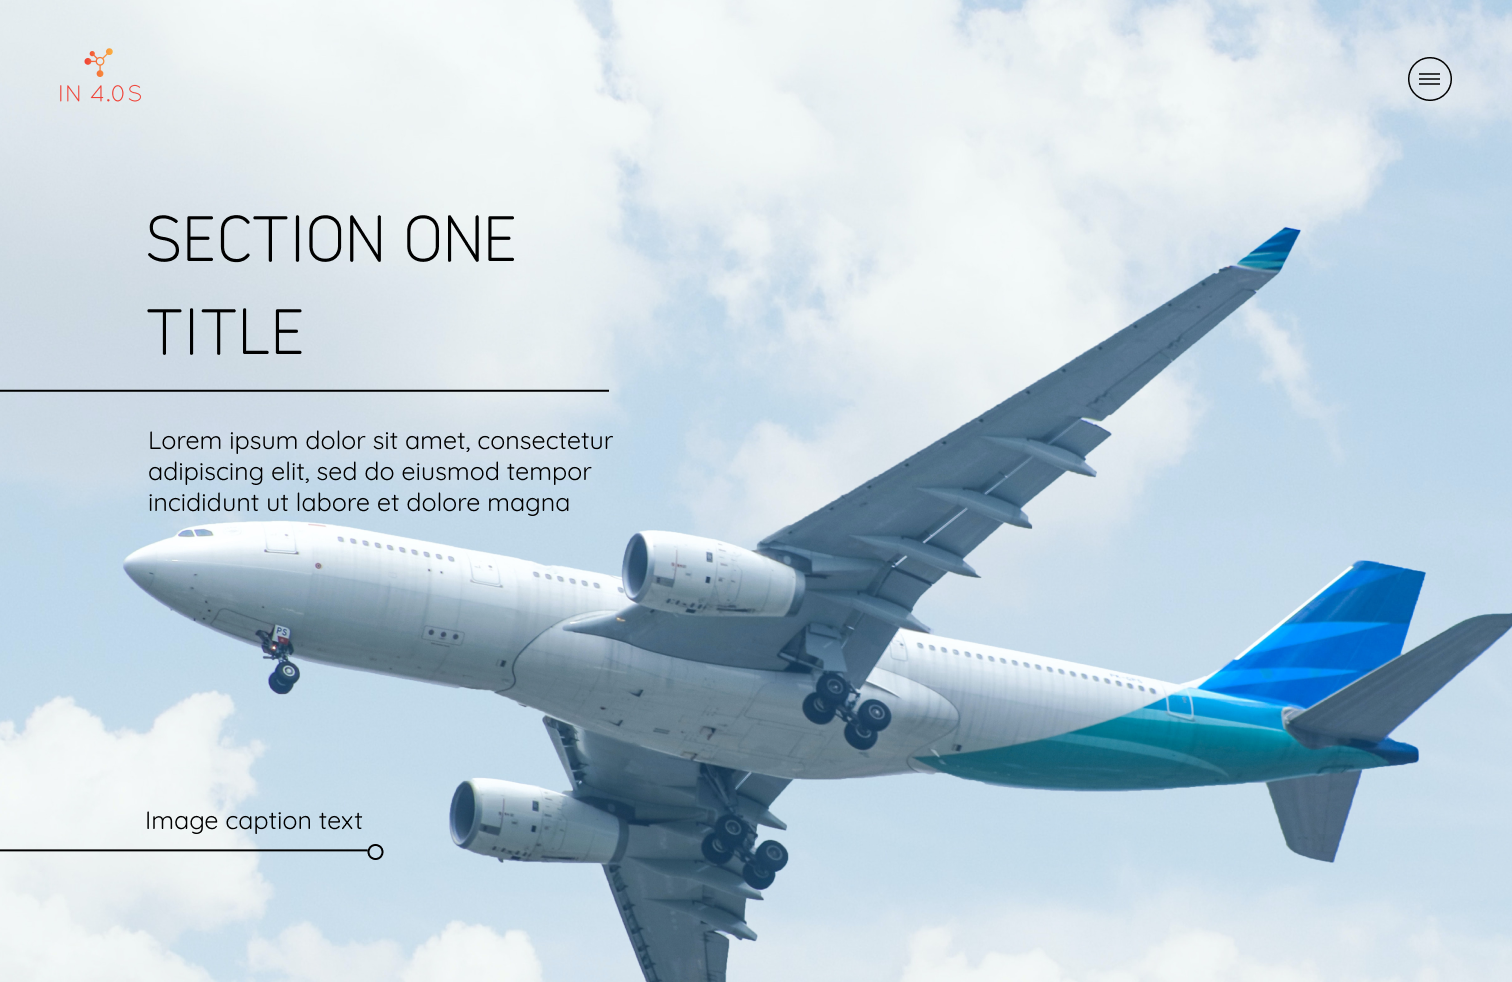 IN 4.0S
SECTION ONE
TITLE
Lorem ipsum dolor sit amet, consectetur
adipiscing elit, sed do eiusmod tempor
incididunt ut labore et dolore magna
PS
Image caption text